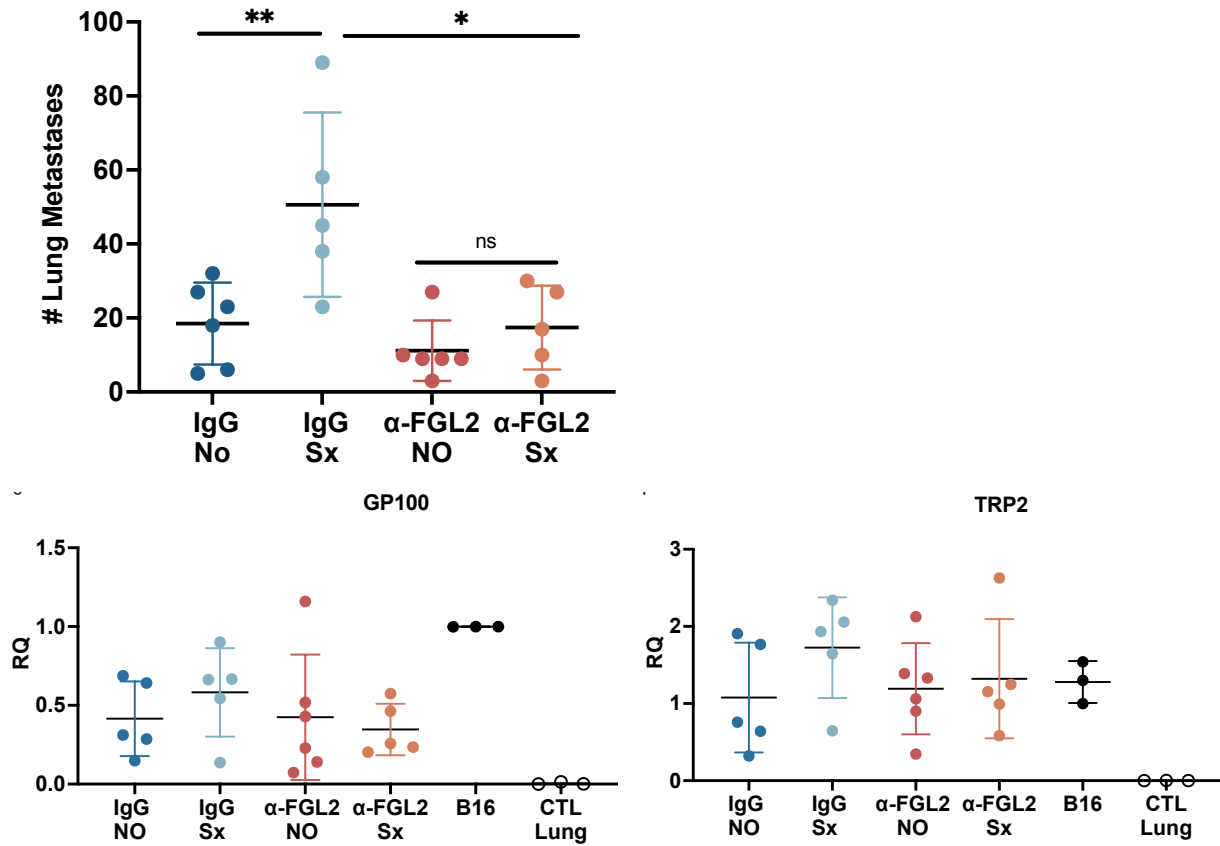 100
80
60
40
20
0
# Lung Metastases
**
*
ns
IgG No
IgG Sx
α-FGL2 NO
α-FGL2 Sx
GP100
1.5
1.0
0.5
0.0
RQ
IgG NO
IgG Sx
α-FGL2 NO
α-FGL2 Sx
B16
CTL Lung
TRP2
3
2
1
0
RQ
IgG NO
IgG Sx
α-FGL2 NO
α-FGL2 Sx
B16
CTL Lung